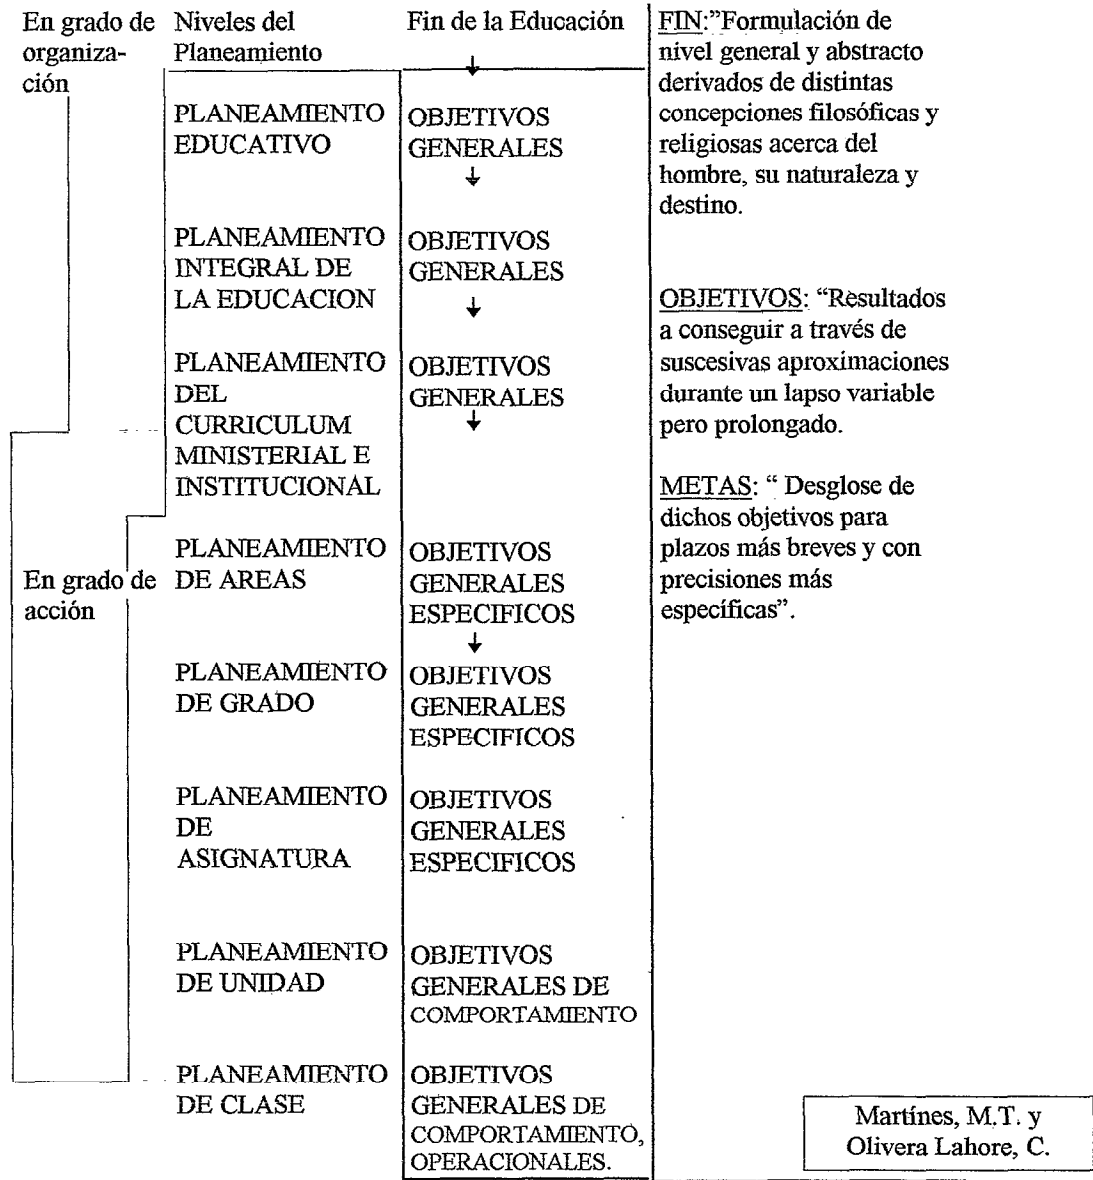 En grado de
organiza-
ción
Niveles del
Planeamiento
Fin de la Educación
PLANEAMIENTO
EDUCATIVO
OBJETIVOS
GENERALES
PLANEAMIENTO
INTEGRAL DE
LA EDUCACION
OBJETIVOS
GENERALES
PLANEAMIENTO
DEL
CURRICULUM
MINISTERIAL E
INSTITUCIONAL
OBJETIVOS
GENERALES
En grado de
acción
PLANEAMIENTO
DE AREAS
OBJETIVOS
GENERALES
ESPECIFICOS
PLANEAMIENTO
DE GRADO
OBJETIVOS
GENERALES
ESPECIFICOS
PLANEAMIENTO
DE
ASIGNATURA
OBJETIVOS
GENERALES
ESPECIFICOS
PLANEAMIENTO
DE UNIDAD
OBJETIVOS
GENERALES DE
COMPORTAMIENTO
PLANEAMIENTO
DE CLASE
OBJETIVOS
GENERALES DE
COMPORTAMIENTO,
OPERACIONALES.
FIN:”Formulación de
nivel general y abstracto
derivados de distintas
concepciones filosóficas y
religiosas acerca del
hombre, su naturaleza y
destino.
OBJETIVOS: “Resultados
a conseguir a través de
suscesivas aproximaciones
durante un lapso variable
pero prolongado.
METAS: “ Desglose de
dichos objetivos para
plazos más breves y con
precisiones más
específicas”.
Martínes, M.T. y
Olivera Lahore, C.